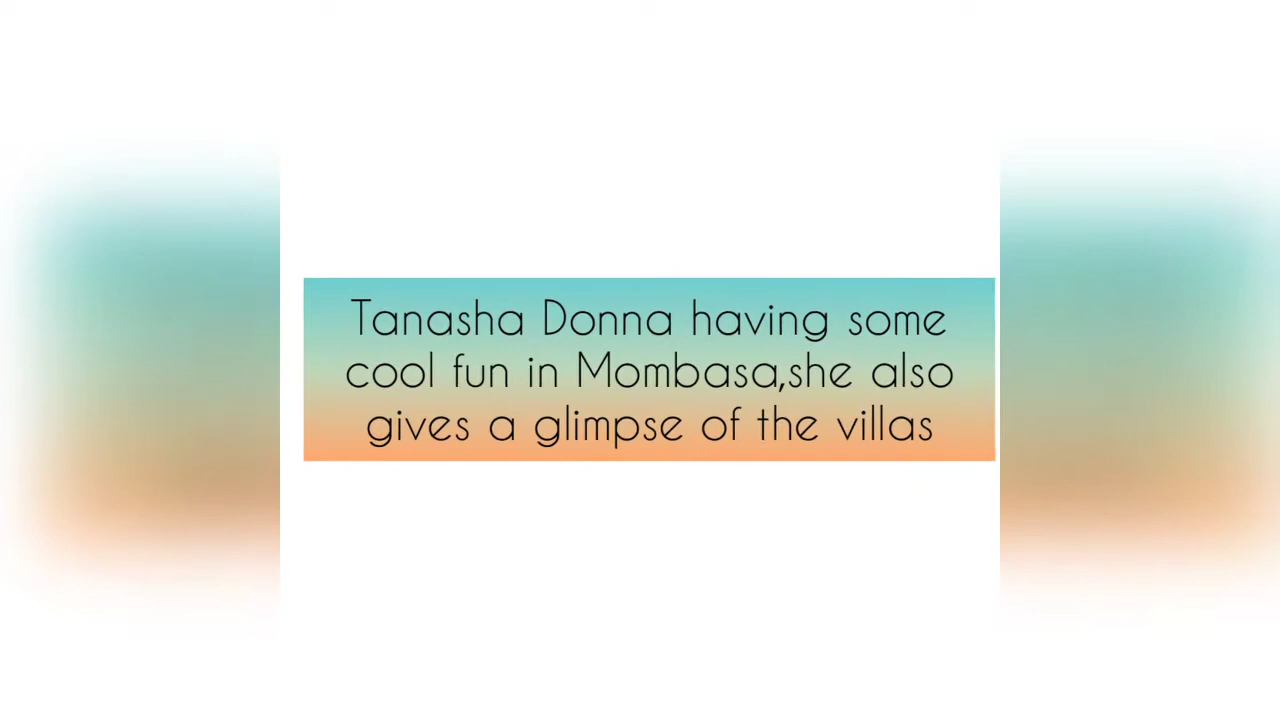 Tanasha Donna having some
cool fun in Mombasa,she also
gives a glimpse of the villas